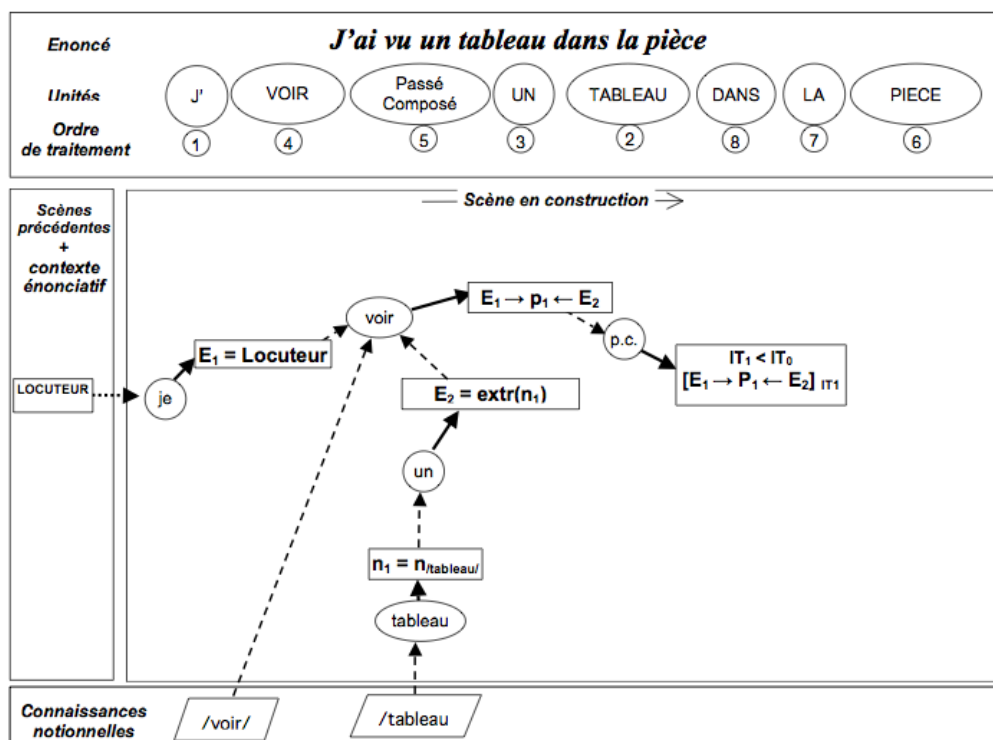 Enoncé
J'ai vu un tableau dans la pièce
Unités
J'
VOIR
Passé
Composé
UN
TABLEAU
DANS
LA
PIECE
Ordre
de traitement
1
4
5
3
2
8
7
6
Scènes
précédentes
+
contexte
énonciatif
Scène en construction
E₁ → p₁ ← E₂
voir
p.c.
E₁ = Locuteur
IT₁ < IT₀
[E₁ → P₁ ← E₂] IT1
LOCUTEUR
je
E₂ = extr(n₁)
un
n₁ = n/tableau/
tableau
Connaissances
notionnelles
/voir/
/tableau